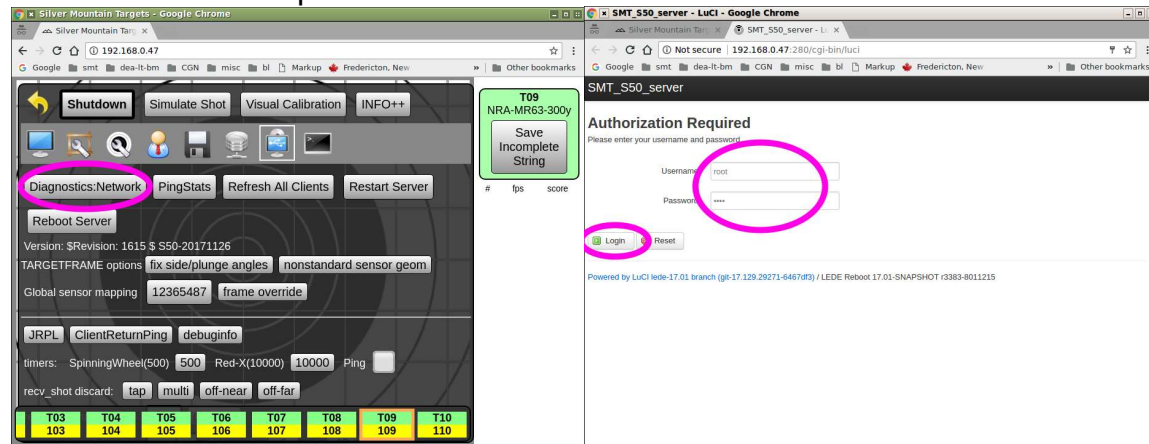 Silver Mountain Targets - Google Chrome
Silver Mountain Targ
192.168.0.47
Google smt dea-lt-bm CGN misc bl Markup Fredericton, New » Other bookmarks
Shutdown Simulate Shot Visual Calibration INFO++
Diagnostics:Network PingStats Refresh All Clients Restart Server
Reboot Server
Version: $Revision: 1615 $ S50-20171126
TARGETFRAME options fix side/plunge angles nonstandard sensor geom
Global sensor mapping 12365487 frame override
JRPL ClientReturnPing debuginfo
timers: SpinningWheel(500) 500 Red-X(10000) 10000 Ping
recv_shot discard: tap multi off-near off-far
T03 T04 T05 T06 T07 T08 T09 T10
103 104 105 106 107 108 109 110
T09
NRA-MR63-300y
Save
Incomplete
String
# fps score
SMT_S50_server - LuCI - Google Chrome
Silver Mountain Tar SMT_S50_server - L
Not secure 192.168.0.47:280/cgi-bin/luci
Google smt dea-lt-bm CGN misc bl Markup Fredericton, New » Other bookmarks
SMT_S50_server
Authorization Required
Please enter your username and password.
Username root
Password ••••
Login Reset
Powered by LuCI lede-17.01 branch (git-17.129.29271-6467df3) / LEDE Reboot 17.01-SNAPSHOT r3383-8011215